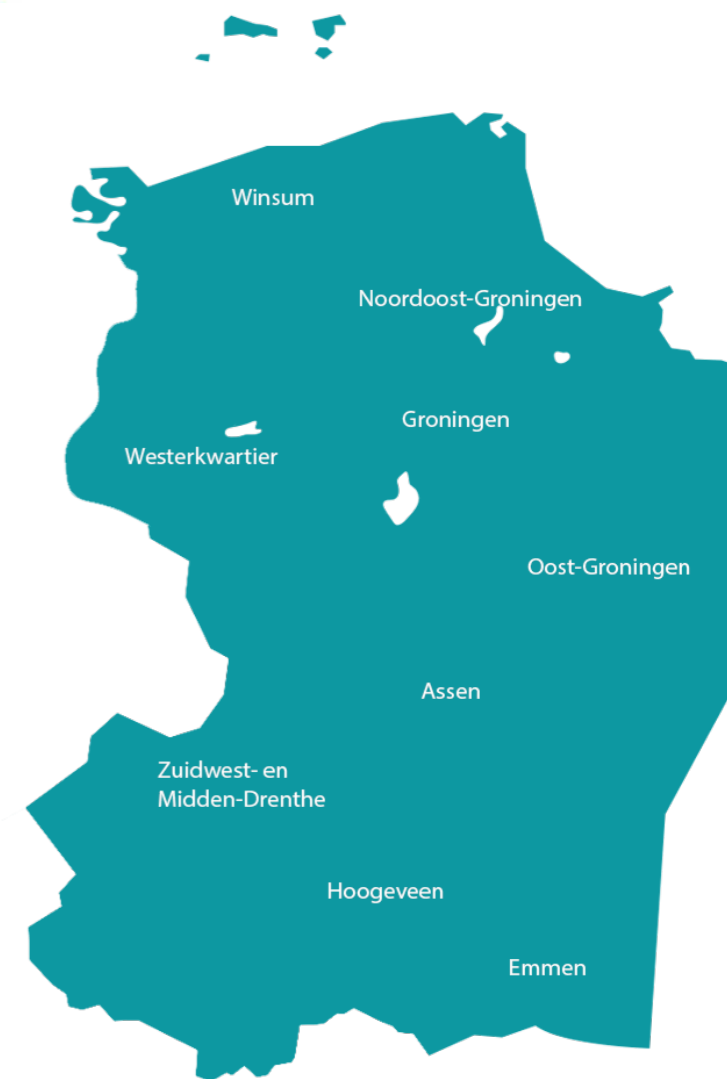 Winsum
Noordoost-Groningen
Groningen
Westerkwartier
Oost-Groningen
Assen
Zuidwest- en
Midden-Drenthe
Hoogeveen
Emmen